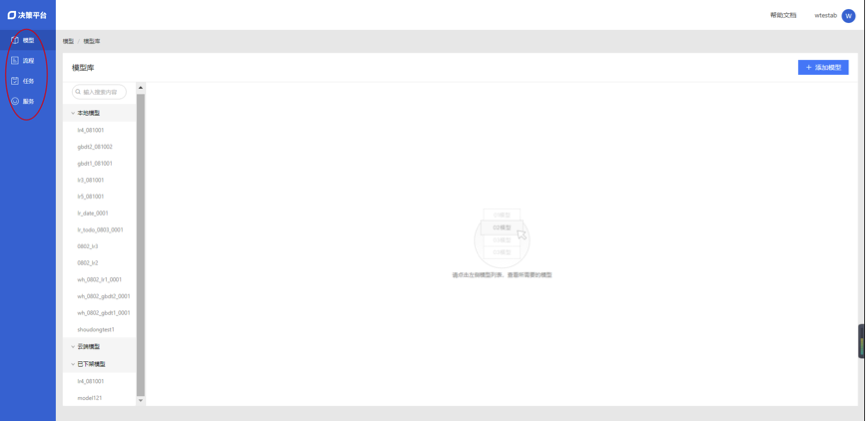 决策平台
帮助文档
wtestab
W
模型
流程
任务
服务
模型 / 模型库
模型库
+ 添加模型
输入搜索内容
本地模型
lr4_081001
gbdt2_081002
gbdt1_081001
lr3_081001
lr5_081001
lr_date_0001
lr_todo_0803_0001
0802_lr3
0802_lr2
wh_0802_lr1_0001
wh_0802_gbdt2_0001
wh_0802_gbdt1_0001
shoudongtest1
云端模型
已下架模型
lr4_081001
model121
请点击左侧模型列表，查看所需要的模型